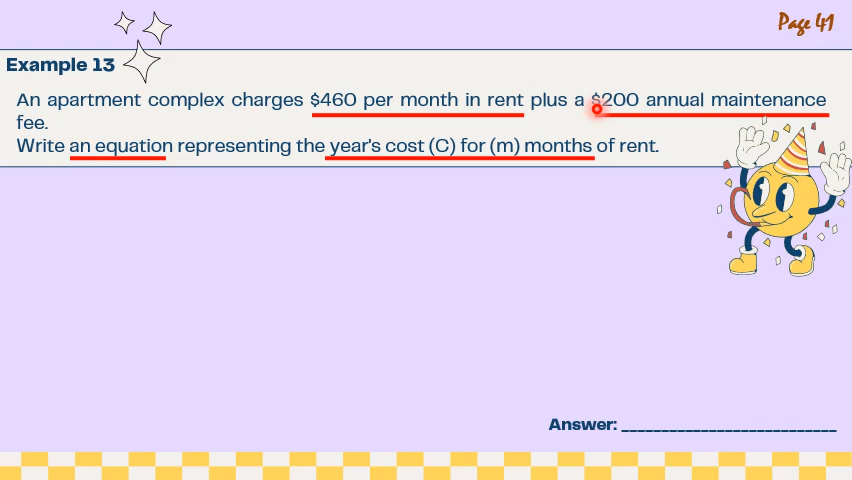 Page 41
Example 13
An apartment complex charges $460 per month in rent plus a $200 annual maintenance
fee.
Write an equation representing the year's cost (C) for (m) months of rent.
Answer: ___________________________